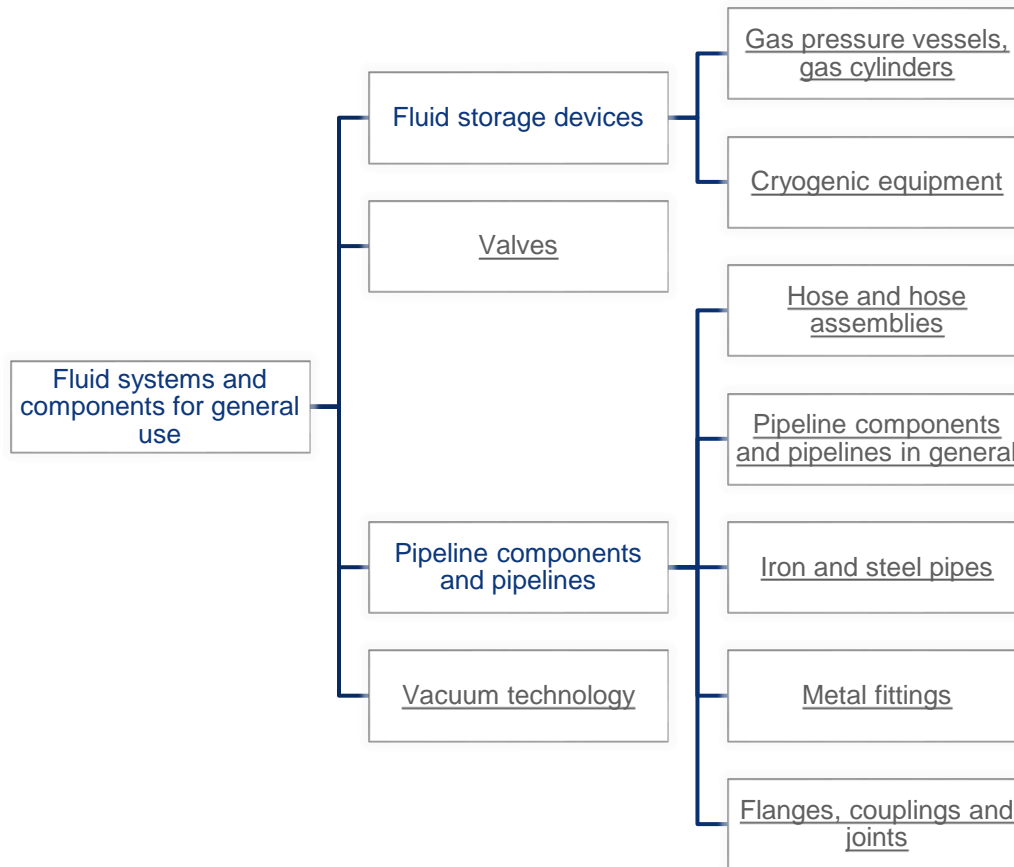 Gas pressure vessels,
gas cylinders
Fluid storage devices
Cryogenic equipment
Valves
Hose and hose
assemblies
Fluid systems and
components for general
use
Pipeline components
and pipelines in general
Pipeline components
and pipelines
Iron and steel pipes
Vacuum technology
Metal fittings
Flanges, couplings and
joints